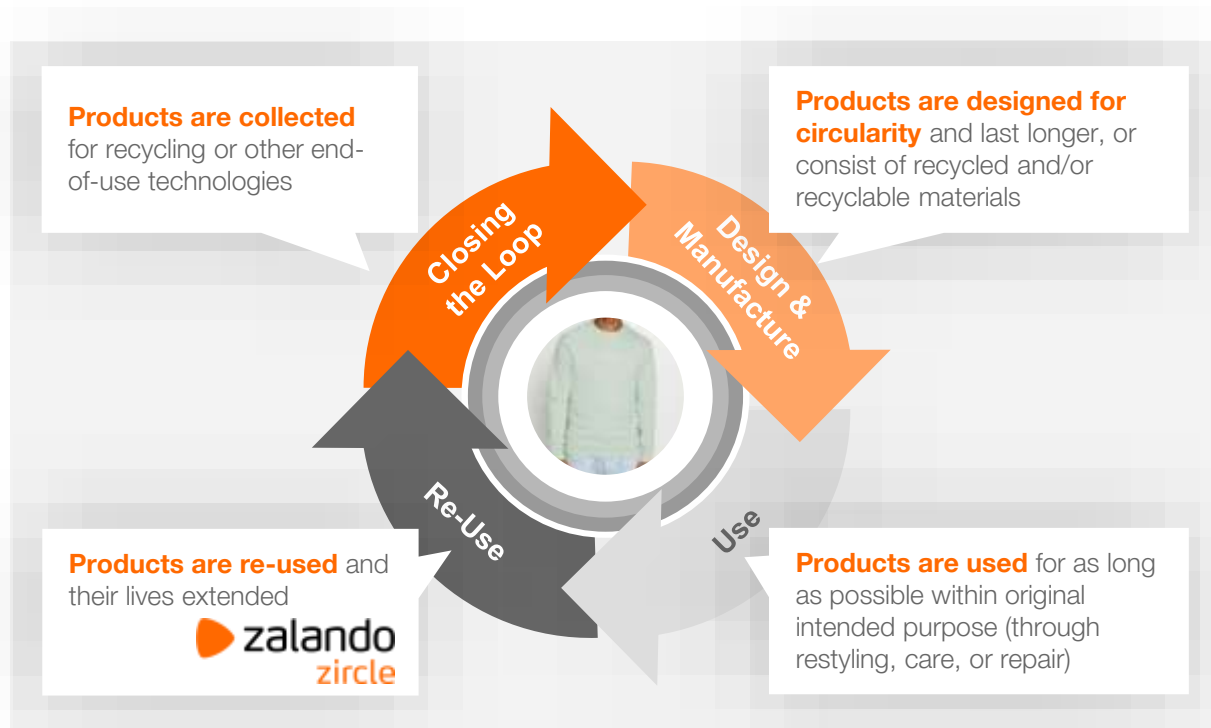 Products are collected
for recycling or other end-
of-use technologies
Products are designed for
circularity and last longer, or
consist of recycled and/or
recyclable materials
Closing
the Loop
Design &
Manufacture
Re-Use
Use
Products are re-used and
their lives extended
zalando
zircle
Products are used for as long
as possible within original
intended purpose (through
restyling, care, or repair)